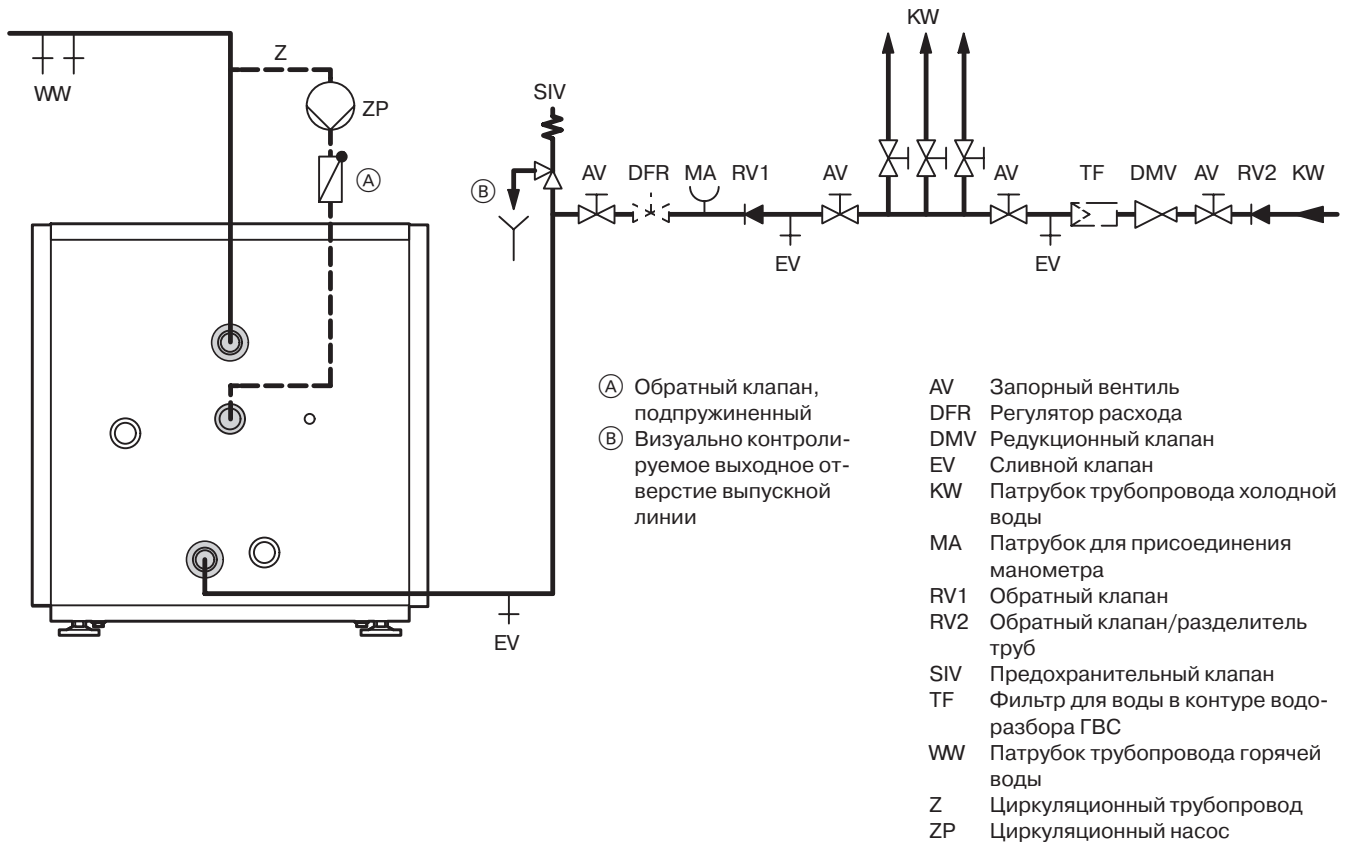 KW
Z
WW
ZP
SIV
A
B
AV DFR MA RV1 AV AV TF DMV AV RV2 KW
EV EV
EV
A Обратный клапан,
подпружиненный
B Визуально контроли-
руемое выходное от-
верстие выпускной
линии
AV Запорный вентиль
DFR Регулятор расхода
DMV Редукционный клапан
EV Сливной клапан
KW Патрубок трубопровода холодной
воды
MA Патрубок для присоединения
манометра
RV1 Обратный клапан
RV2 Обратный клапан/разделитель
труб
SIV Предохранительный клапан
TF Фильтр для воды в контуре водо-
разбора ГВС
WW Патрубок трубопровода горячей
воды
Z Циркуляционный трубопровод
ZP Циркуляционный насос